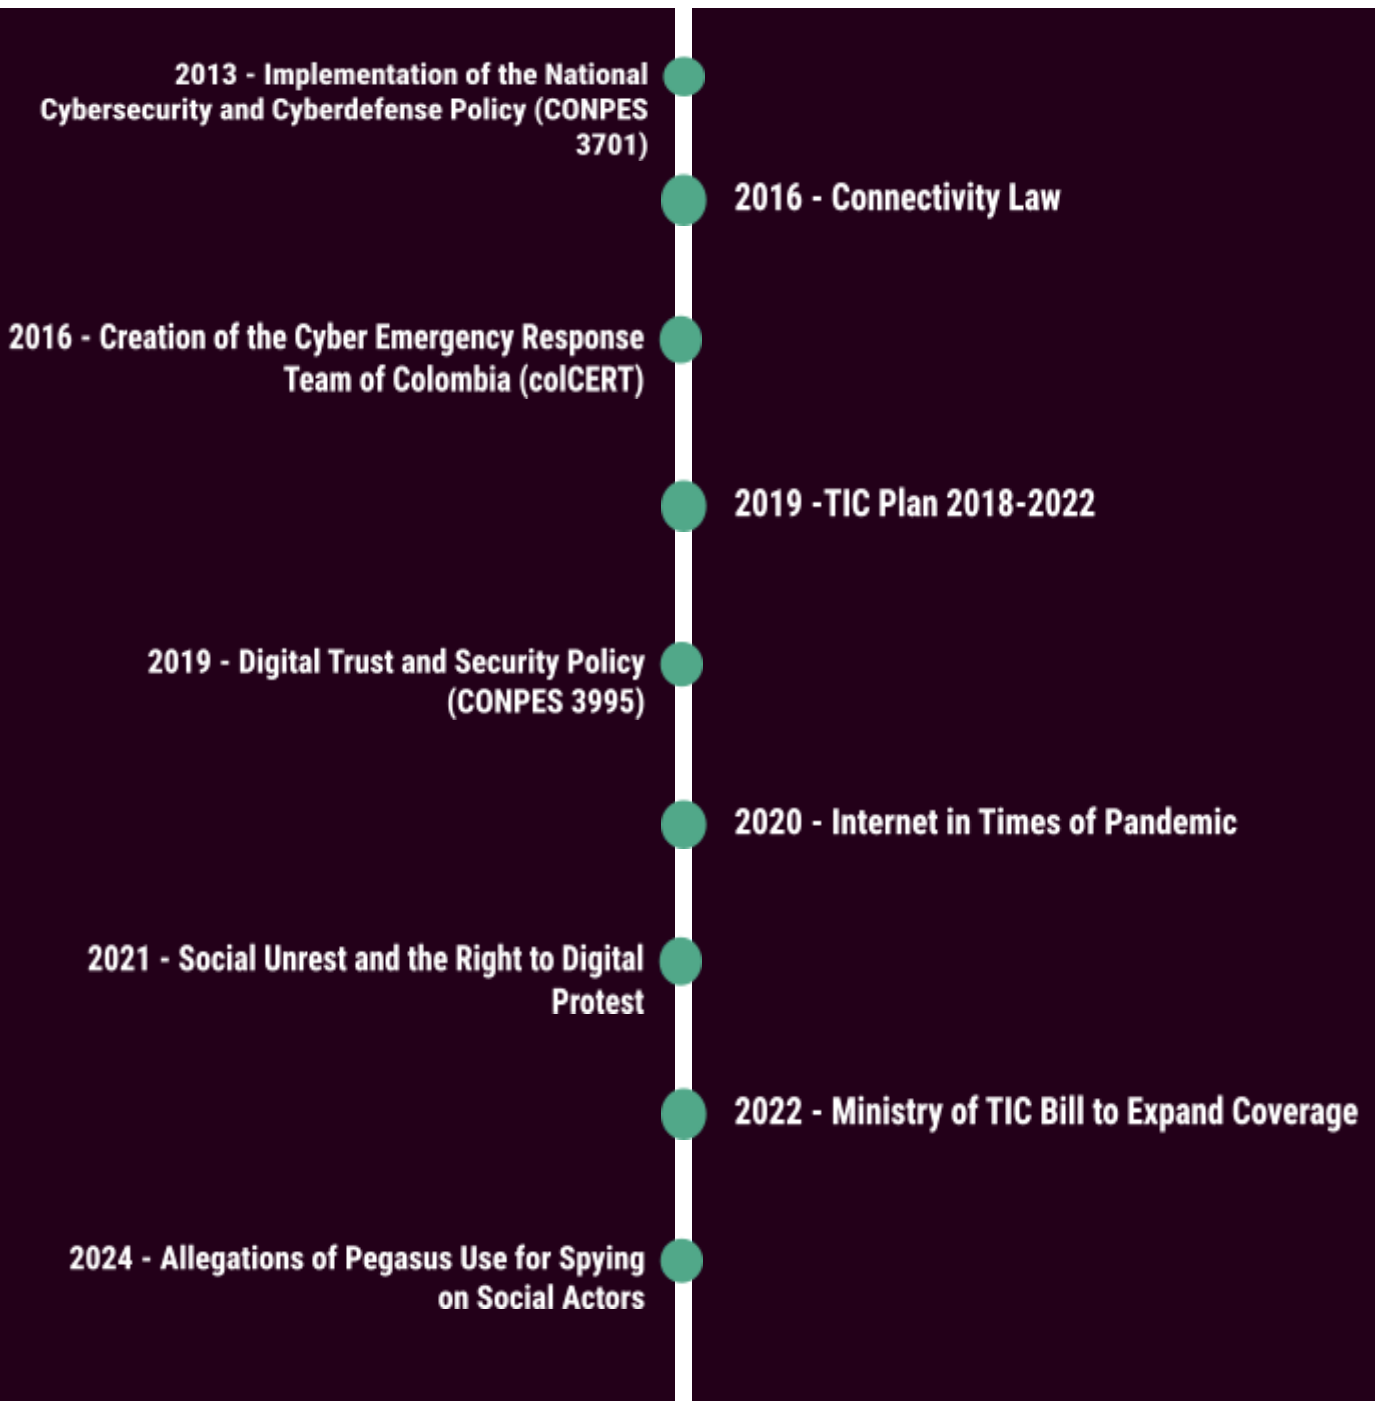 2013 - Implementation of the National
Cybersecurity and Cyberdefense Policy (CONPES
3701)
2016 - Connectivity Law
2016 - Creation of the Cyber Emergency Response
Team of Colombia (colCERT)
2019 -TIC Plan 2018-2022
2019 - Digital Trust and Security Policy
(CONPES 3995)
2020 - Internet in Times of Pandemic
2021 - Social Unrest and the Right to Digital
Protest
2022 - Ministry of TIC Bill to Expand Coverage
2024 - Allegations of Pegasus Use for Spying
on Social Actors